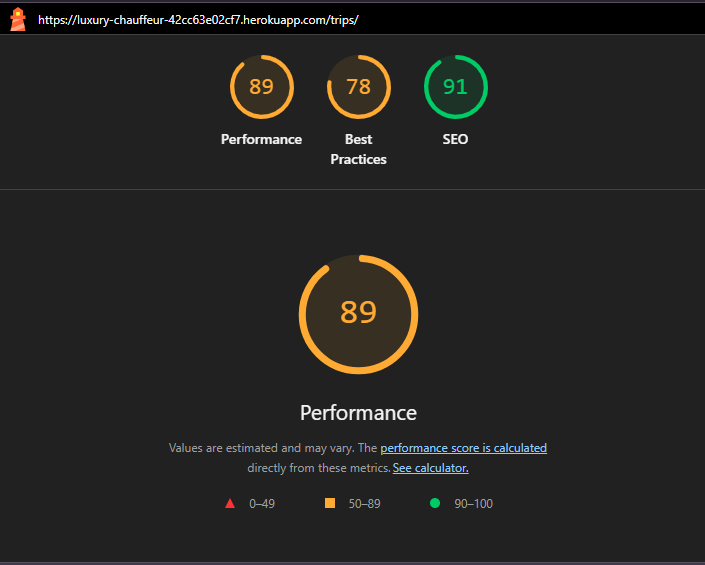 https://luxury-chauffeur-42cc63e02cf7.herokuapp.com/trips/
89 78 91
Performance Best Practices SEO
89
Performance
Values are estimated and may vary. The performance score is calculated
directly from these metrics. See calculator.
0–49 50–89 90–100